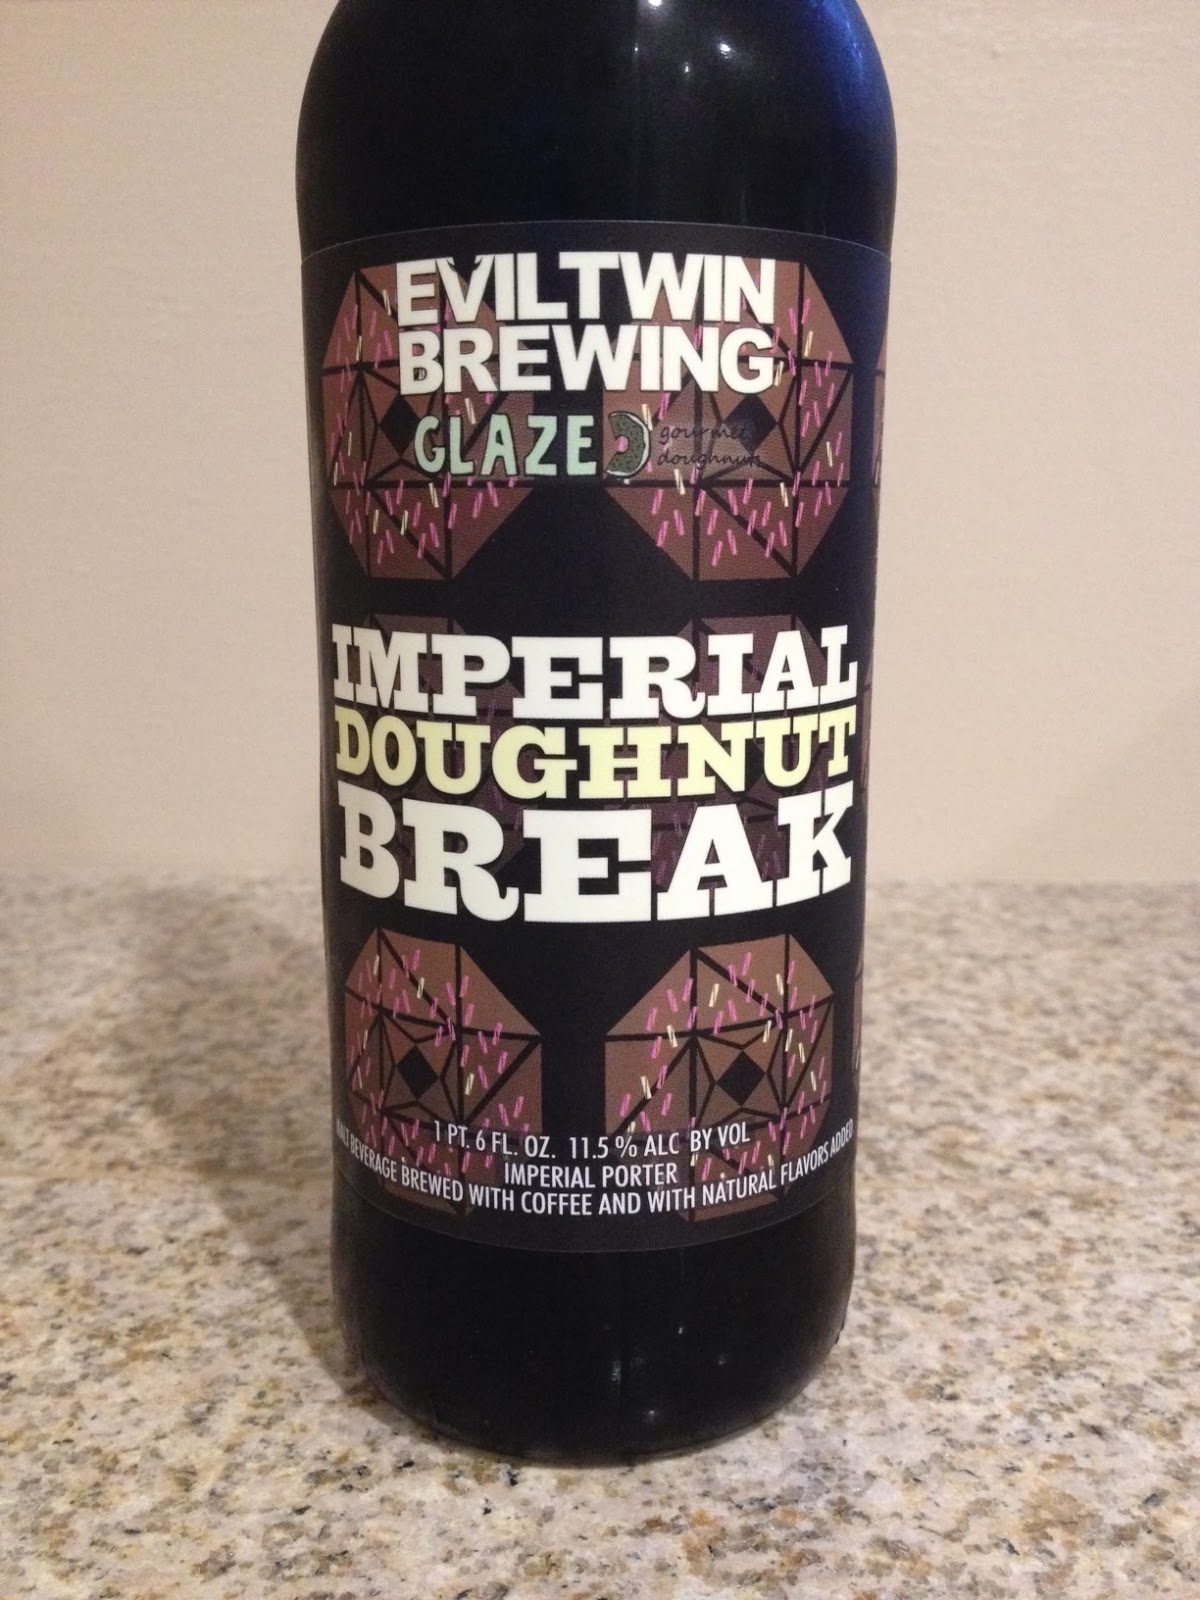 EVILTWIN
BREWING
GLAZE gourmet
doughnuts
IMPERIAL
DOUGHNUT
BREAK
1 PT. 6 FL. OZ. 11.5 % ALC BY VOL
IMPERIAL PORTER
MALT BEVERAGE BREWED WITH COFFEE AND WITH NATURAL FLAVORS ADDED